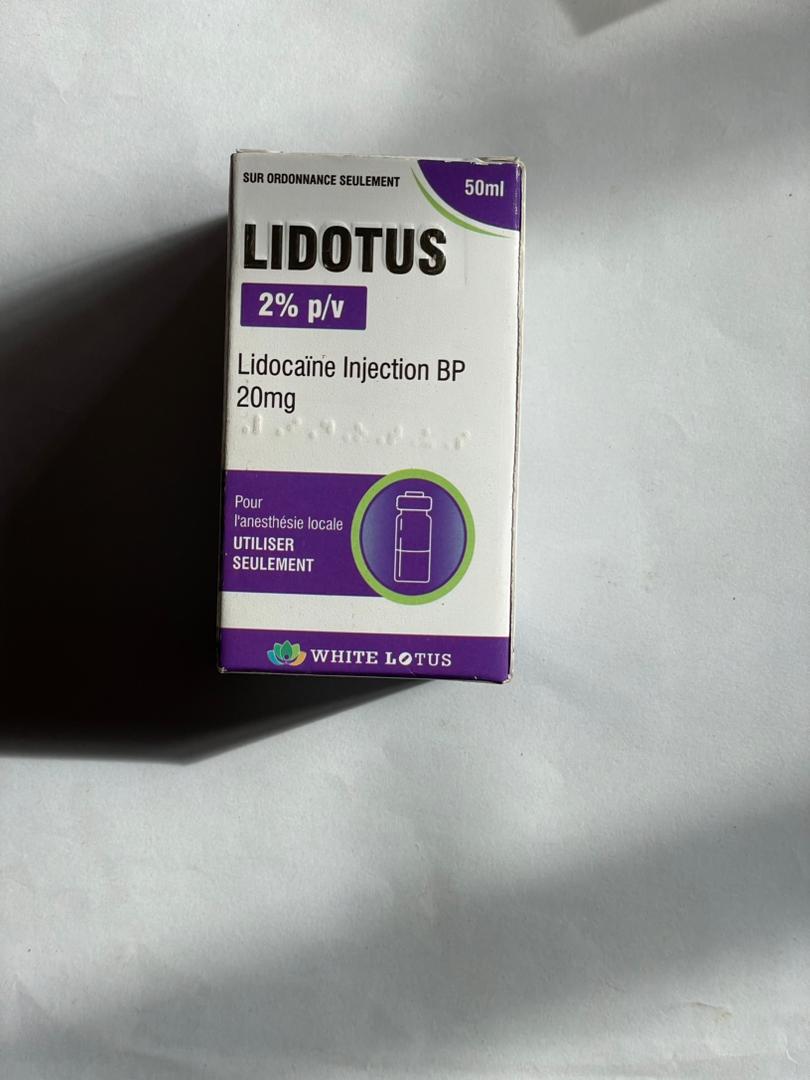 SUR ORDONNANCE SEULEMENT
50ml
LIDOTUS
2% p/v
Lidocaïne Injection BP
20mg
Pour
l'anesthésie locale
UTILISER
SEULEMENT
WHITE LOTUS